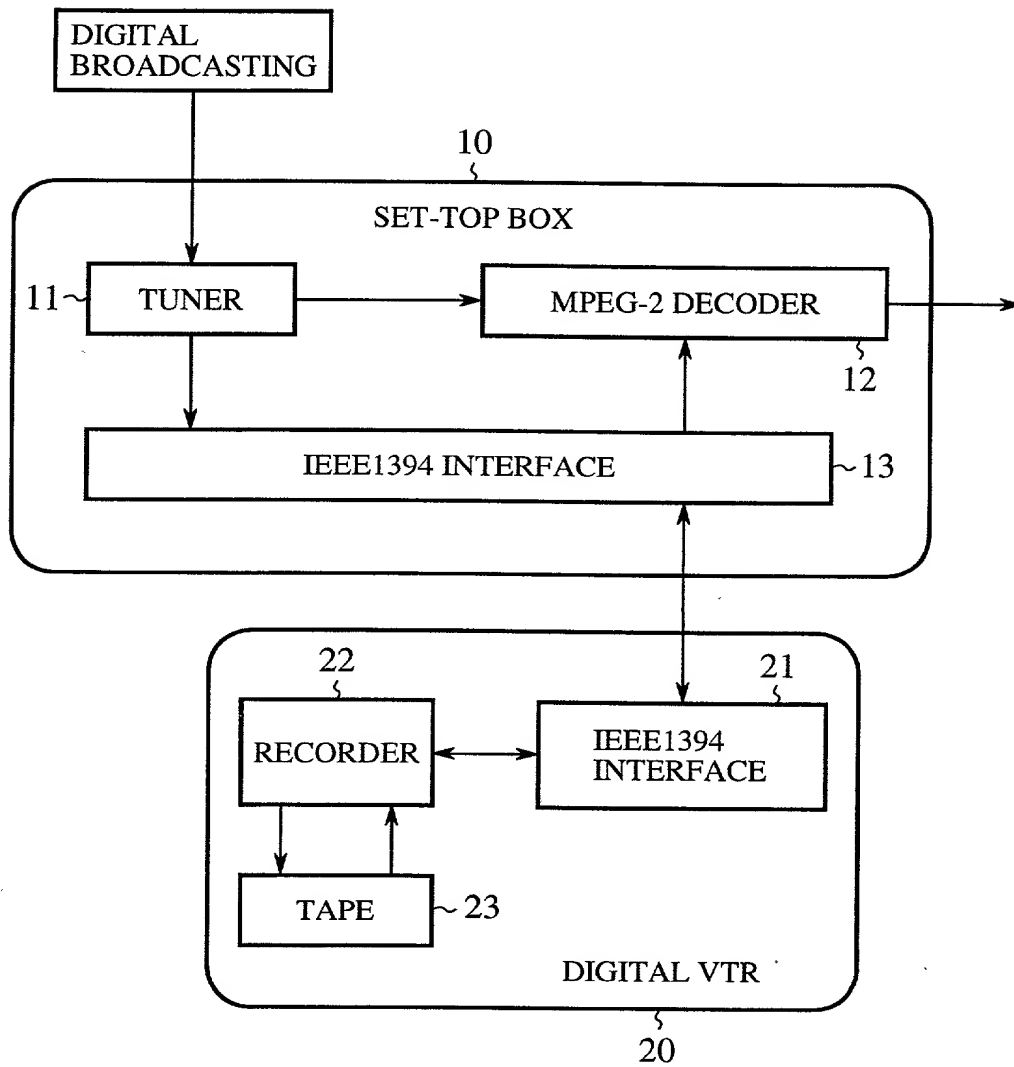 DIGITAL
BROADCASTING
10
SET-TOP BOX
11
TUNER
MPEG-2 DECODER
12
IEEE1394 INTERFACE
13
22
21
RECORDER
IEEE1394
INTERFACE
TAPE
23
DIGITAL VTR
20